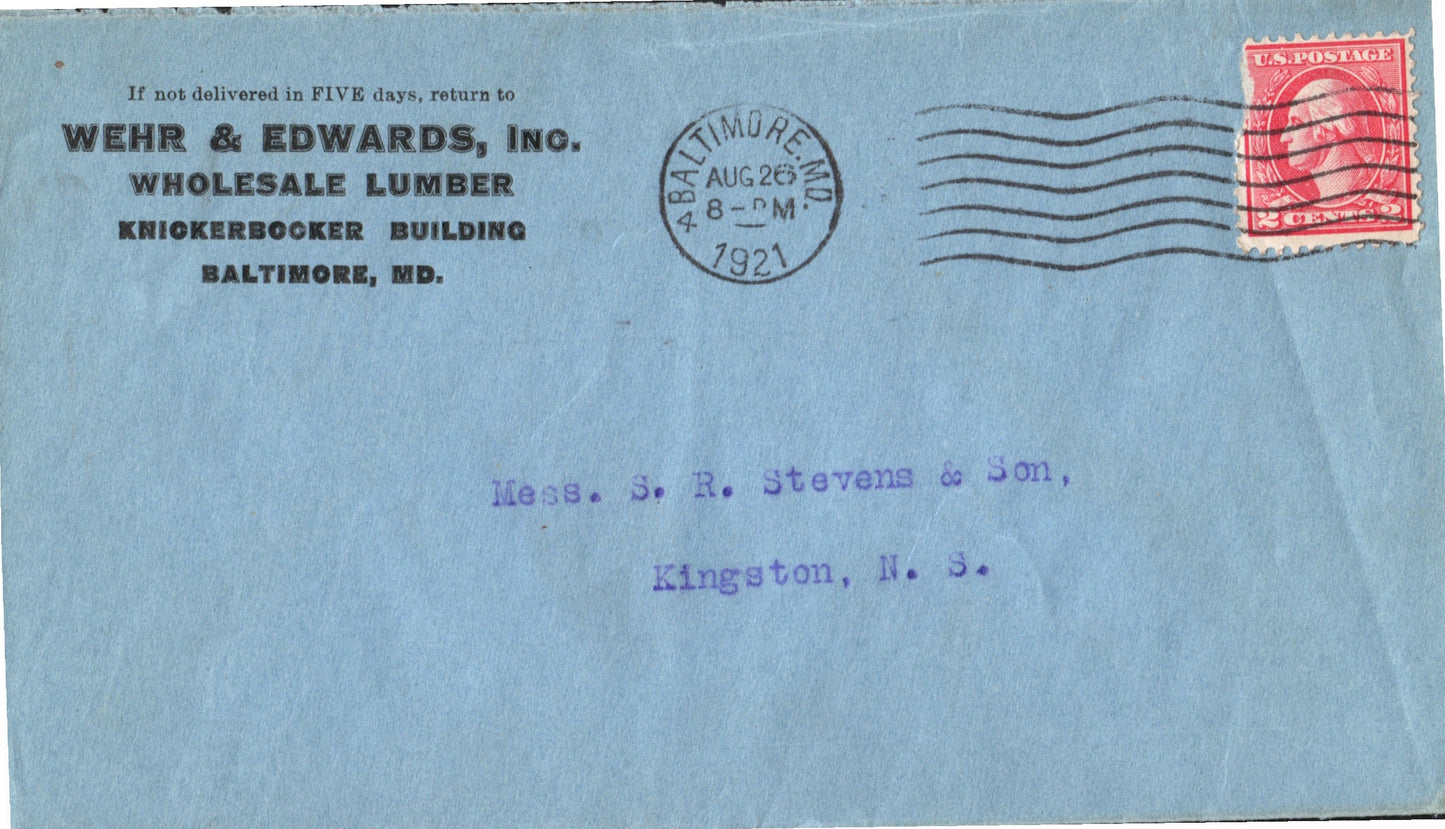 If not delivered in FIVE days, return to
WEHR & EDWARDS, INC.
WHOLESALE LUMBER
KNICKERBOCKER BUILDING
BALTIMORE, MD.
4 BALTIMORE. MD.
AUG 26
8-PM
1921
U.S. POSTAGE
2 CENTS 2
Mess. S. R. Stevens & Son,
Kingston, N. S.